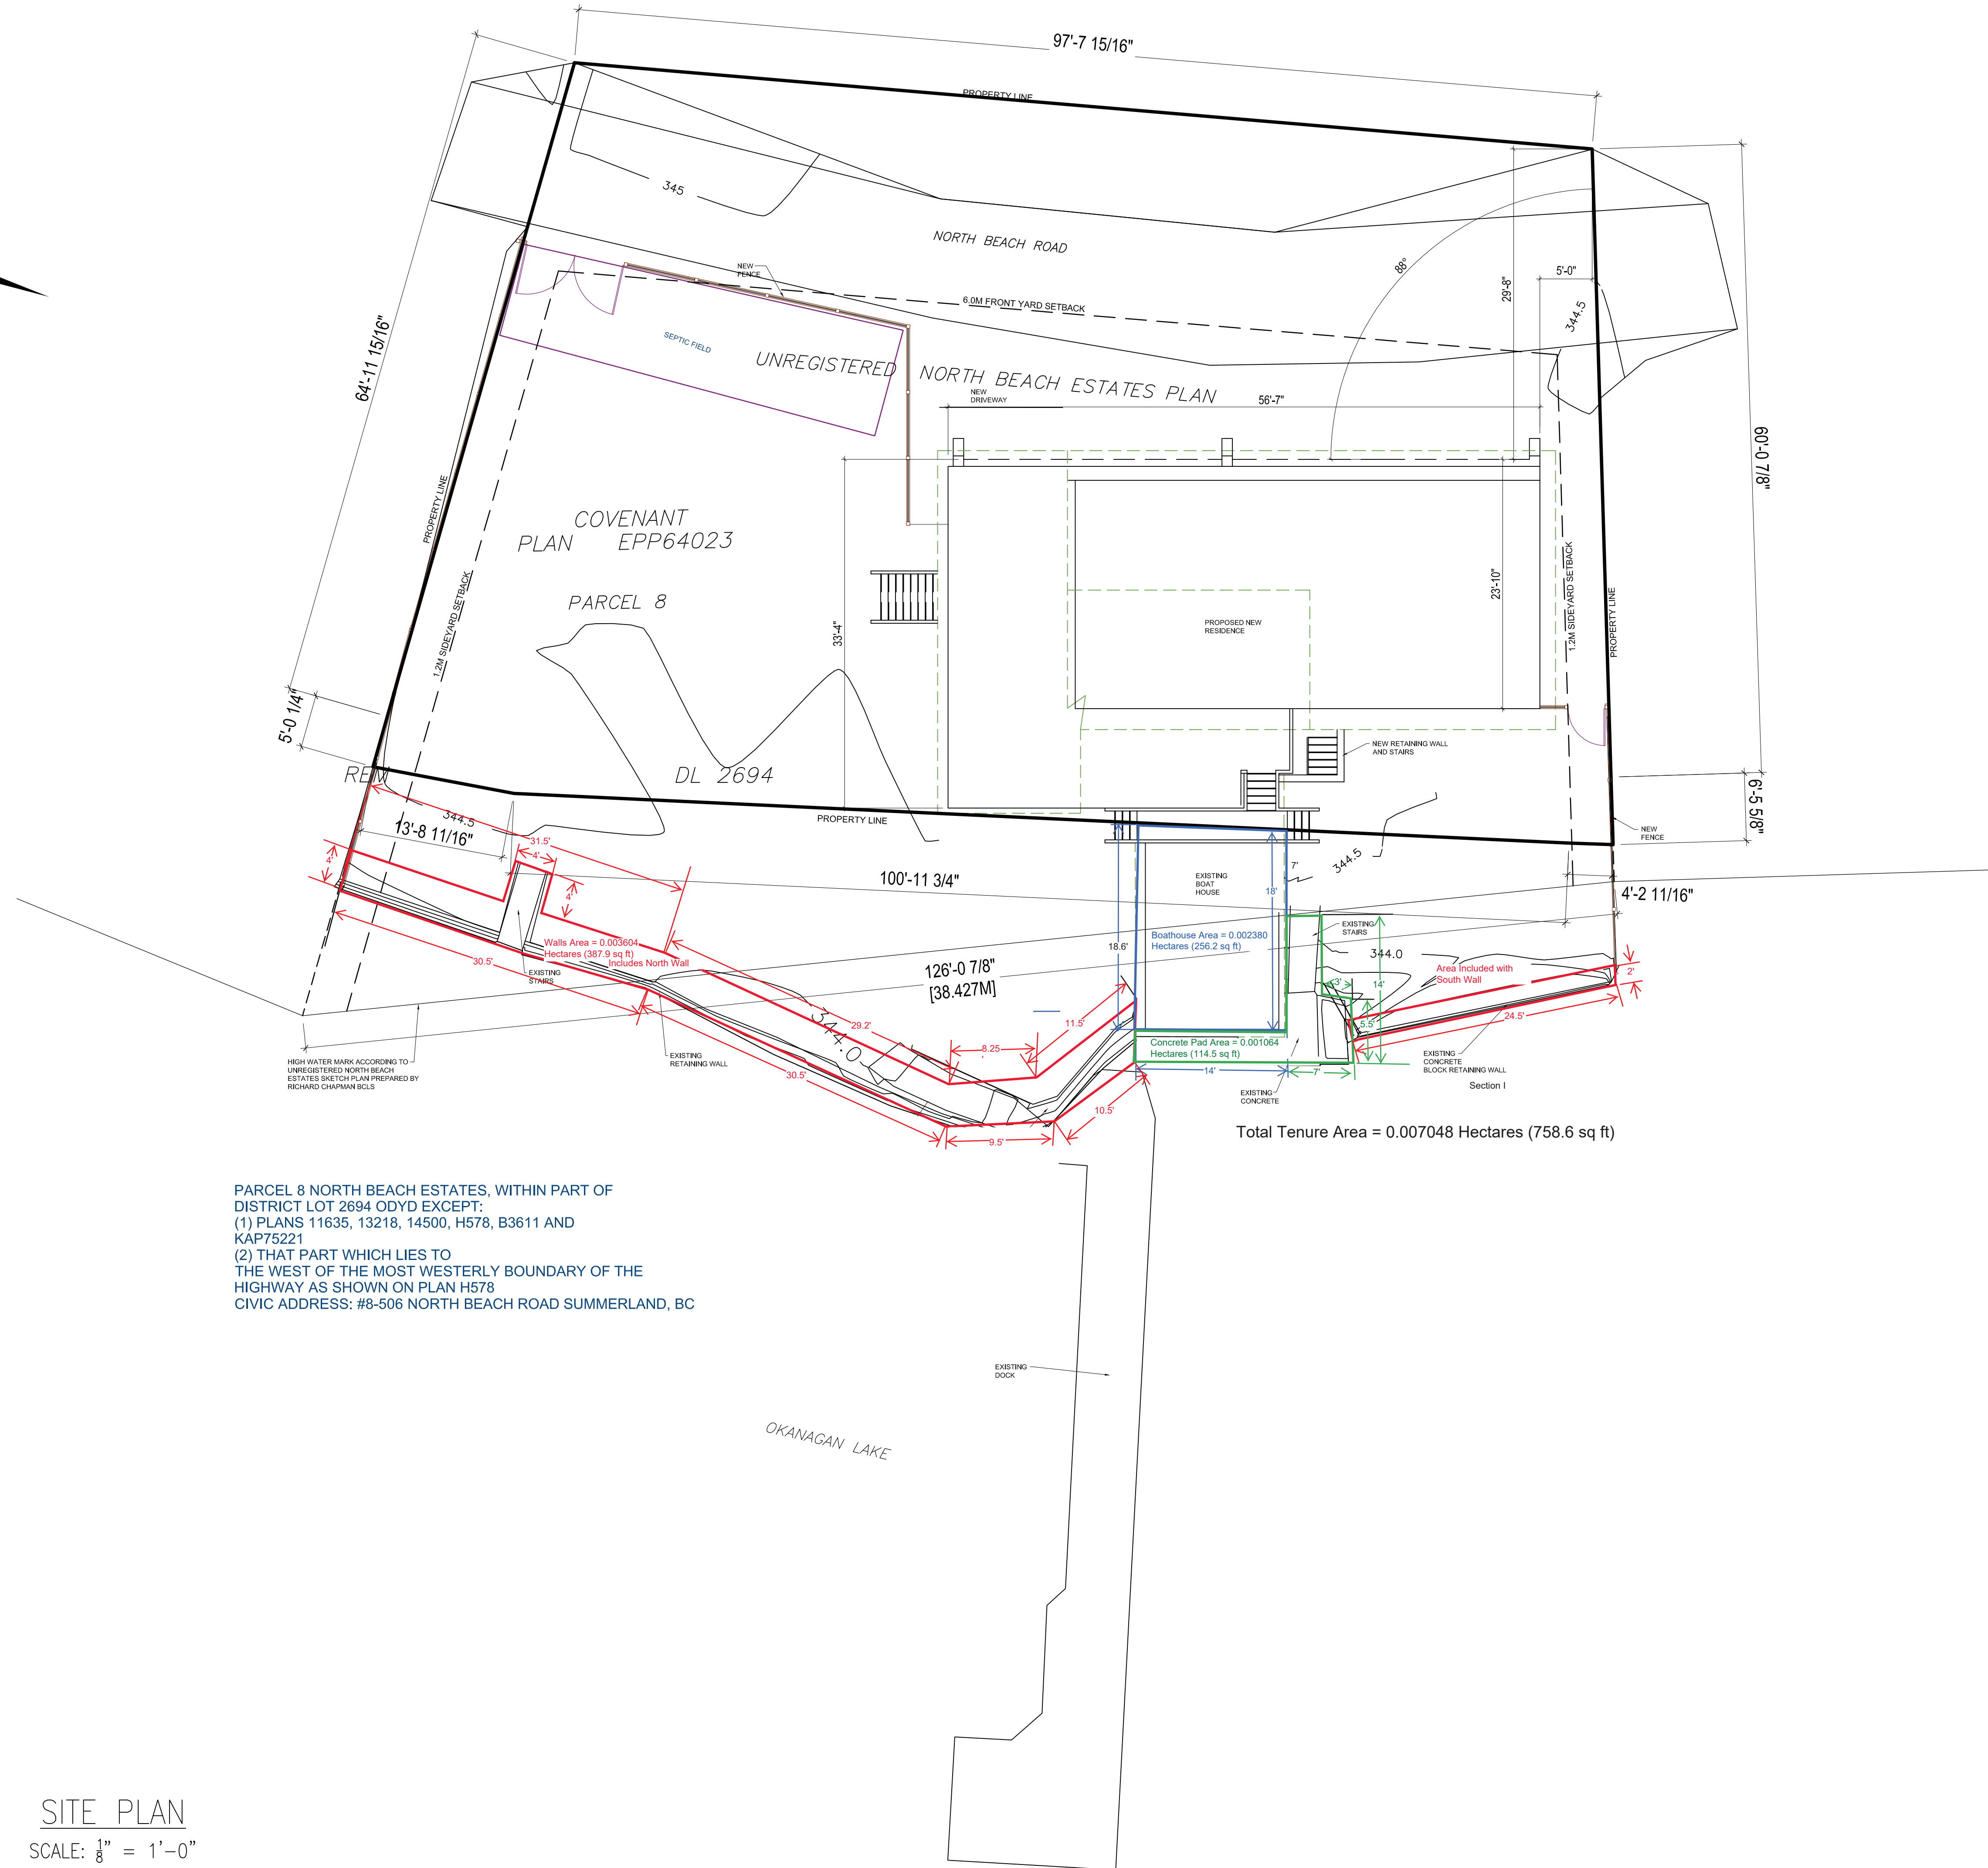 97'-7 15/16"
PROPERTY LINE
345
NORTH BEACH ROAD
NEW
FENCE
6.0M FRONT YARD SETBACK
88°
29'-8"
5'-0"
344.5
SEPTIC FIELD
64'-11 15/16"
UNREGISTERED NORTH BEACH ESTATES PLAN
NEW
DRIVEWAY
56'-7"
60'-0 7/8"
PROPERTY LINE
COVENANT
PLAN EPP64023
PARCEL 8
1.2M SIDEYARD SETBACK
33'-4"
23'-10"
PROPOSED NEW
RESIDENCE
1.2M SIDEYARD SETBACK
PROPERTY LINE
5'-0 1/4"
REM
DL 2694
NEW RETAINING WALL
AND STAIRS
6'-5 5/8"
344.5
13'-8 11/16"
PROPERTY LINE
NEW
FENCE
31.5'
4'
4'
4'
100'-11 3/4"
EXISTING
BOAT
HOUSE
7'
344.5
18'
4'-2 11/16"
EXISTING
STAIRS
Walls Area = 0.003604
Hectares (387.9 sq ft)
Includes North Wall
30.5'
EXISTING
STAIRS
18.6'
Boathouse Area = 0.002380
Hectares (256.2 sq ft)
344.0
126'-0 7/8"
[38.427M]
Area Included with
South Wall
2'
3'
14'
24.5'
5.5'
344.0
29.2'
11.5'
8.25
'
Concrete Pad Area = 0.001064
Hectares (114.5 sq ft)
HIGH WATER MARK ACCORDING TO
UNREGISTERED NORTH BEACH
ESTATES SKETCH PLAN PREPARED BY
RICHARD CHAPMAN BCLS
EXISTING
RETAINING WALL
30.5'
14'
7'
EXISTING
CONCRETE
BLOCK RETAINING WALL
Section I
EXISTING
CONCRETE
10.5'
9.5'
Total Tenure Area = 0.007048 Hectares (758.6 sq ft)
PARCEL 8 NORTH BEACH ESTATES, WITHIN PART OF
DISTRICT LOT 2694 ODYD EXCEPT:
(1) PLANS 11635, 13218, 14500, H578, B3611 AND
KAP75221
(2) THAT PART WHICH LIES TO
THE WEST OF THE MOST WESTERLY BOUNDARY OF THE
HIGHWAY AS SHOWN ON PLAN H578
CIVIC ADDRESS: #8-506 NORTH BEACH ROAD SUMMERLAND, BC
EXISTING
DOCK
OKANAGAN LAKE
SITE PLAN
SCALE: 1/8" = 1'-0"